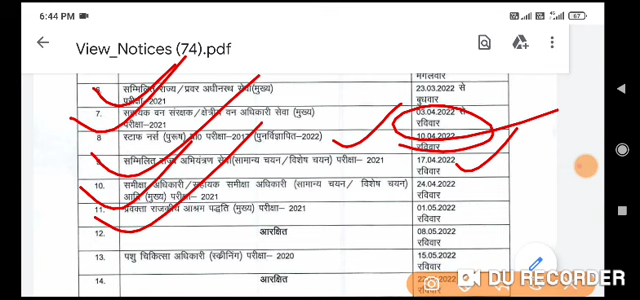 6:44 PM
67
View_Notices (74).pdf
मंगलवार
6. सम्मिलित राज्य/प्रवर अधीनस्थ सेवा(मुख्य) 23.03.2022 से
परीक्षा-2021 बुधवार
7. सहायक वन संरक्षक/क्षेत्रीय वन अधिकारी सेवा (मुख्य) 03.04.2022 से
परीक्षा-2021 रविवार
8 स्टाफ नर्स (पुरूष) परीक्षा-2017 (पुनर्विज्ञापित-2022) 10.04.2022
रविवार
9. सम्मिलित राज्य अभियंत्रण सेवा(सामान्य चयन/विशेष चयन) परीक्षा- 2021 17.04.2022
रविवार
10. समीक्षा अधिकारी/सहायक समीक्षा अधिकारी (सामान्य चयन/ विशेष चयन) 24.04.2022
आदि (मुख्य) परीक्षा- 2021 रविवार
11. प्रवक्ता राजकीय आश्रम पद्धति (मुख्य) परीक्षा- 2021 01.05.2022
रविवार
12. आरक्षित 08.05.2022
रविवार
13. पशु चिकित्सा अधिकारी (स्क्रीनिंग) परीक्षा- 2020 15.05.2022
रविवार
14. आरक्षित
DU RECORDER